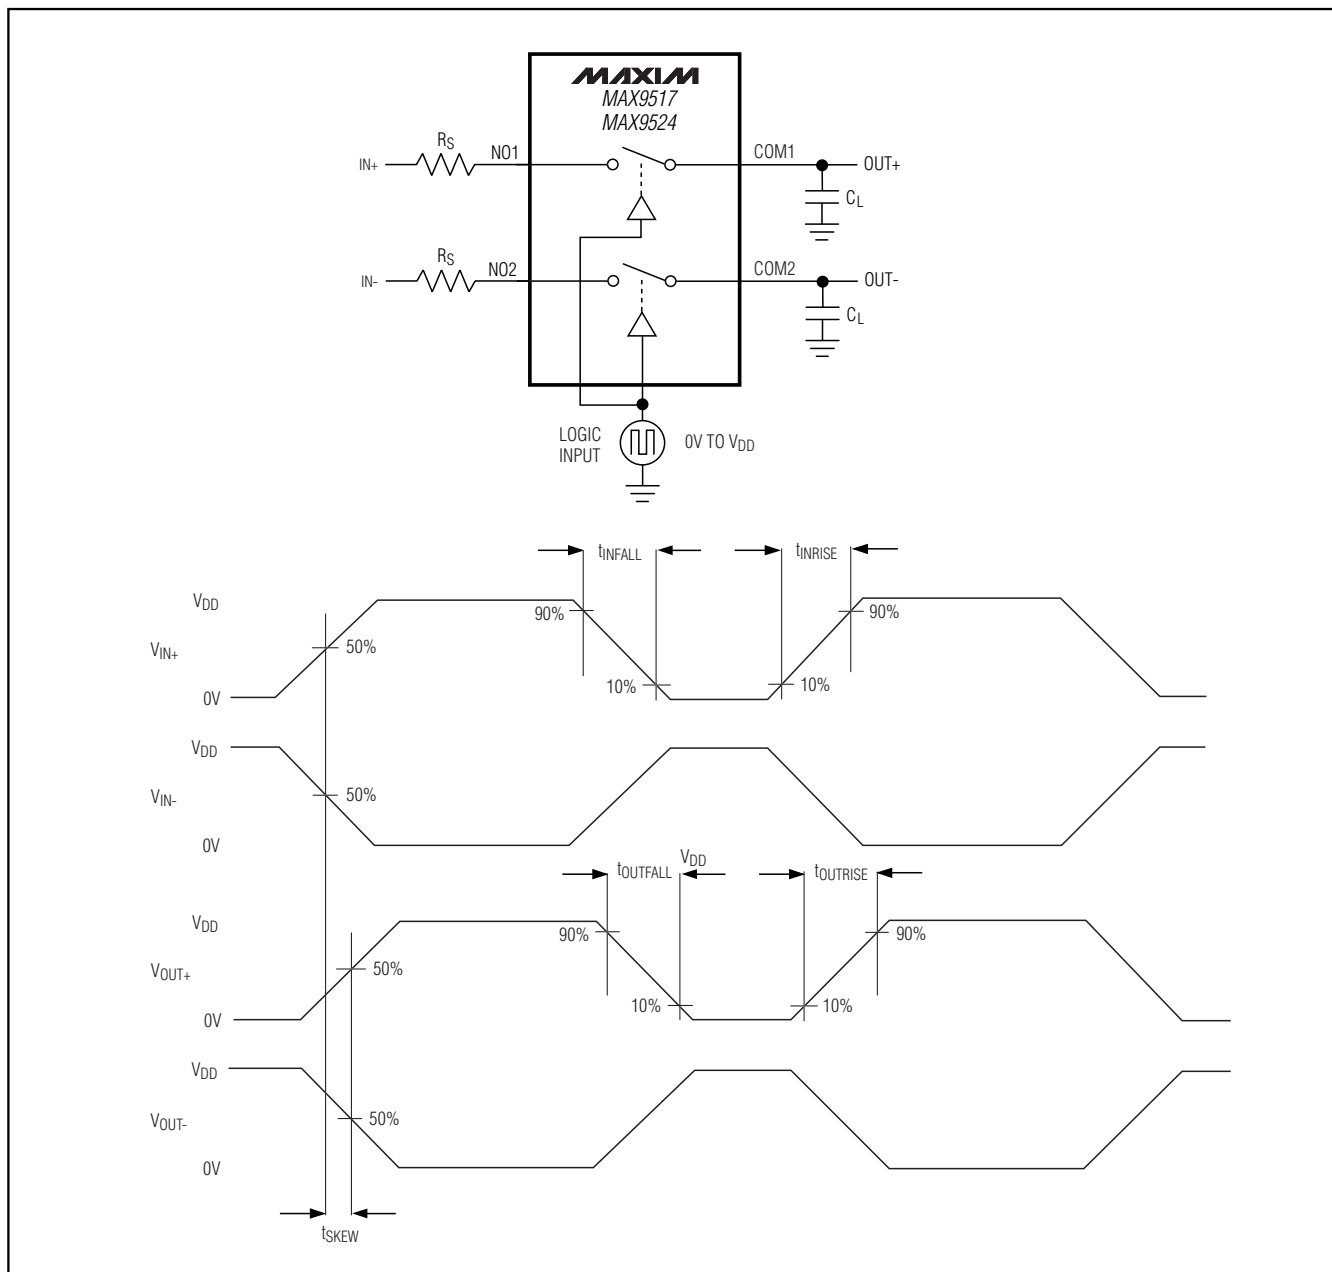 MAXIM
MAX9517
MAX9524
RS
NO1
COM1
IN+
OUT+
CL
RS
NO2
COM2
IN-
OUT-
CL
LOGIC
INPUT
0V TO VDD
tINFALL
tINRISE
VDD
90%
90%
VIN+
50%
10%
10%
0V
VDD
VIN-
50%
0V
tOUTFALL
VDD
tOUTRISE
VDD
90%
90%
VOUT+
50%
10%
10%
0V
VDD
VOUT-
50%
0V
tSKEW